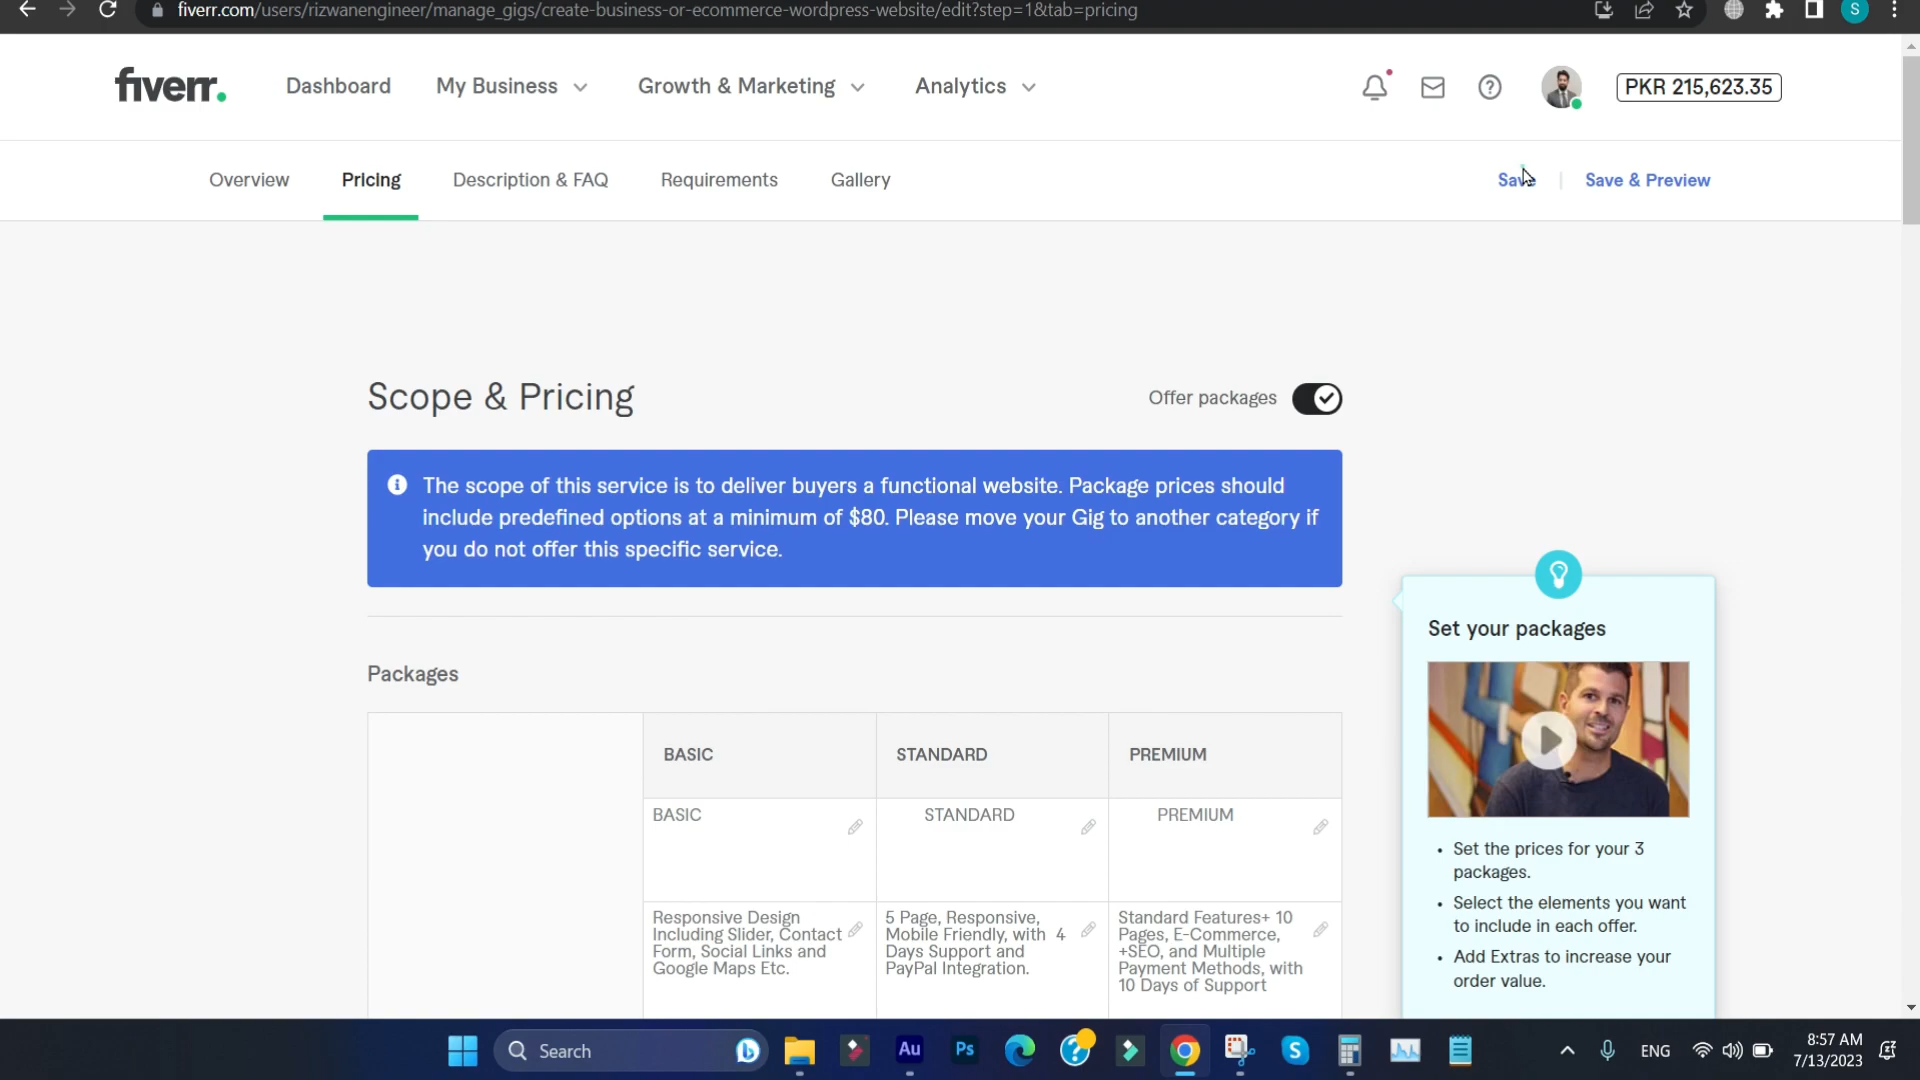 fiverr.com/users/rizwanengineer/manage_gigs/create-business-or-ecommerce-wordpress-website/edit?step=1&tab=pricing
S
fiverr.
Dashboard
My Business
Growth & Marketing
Analytics
PKR 215,623.35
Overview
Pricing
Description & FAQ
Requirements
Gallery
Save
Save & Preview
Scope & Pricing
Offer packages
The scope of this service is to deliver buyers a functional website. Package prices should
include predefined options at a minimum of $80. Please move your Gig to another category if
you do not offer this specific service.
Packages
BASIC
STANDARD
PREMIUM
BASIC
STANDARD
PREMIUM
Responsive Design
Including Slider, Contact
Form, Social Links and
Google Maps Etc.
5 Page, Responsive,
Mobile Friendly, with 4
Days Support and
PayPal Integration.
Standard Features+ 10
Pages, E-Commerce,
+SEO, and Multiple
Payment Methods, with
10 Days of Support
Set your packages
• Set the prices for your 3
packages.
• Select the elements you want
to include in each offer.
• Add Extras to increase your
order value.
Search
Au
Ps
S
ENG
8:57 AM
7/13/2023